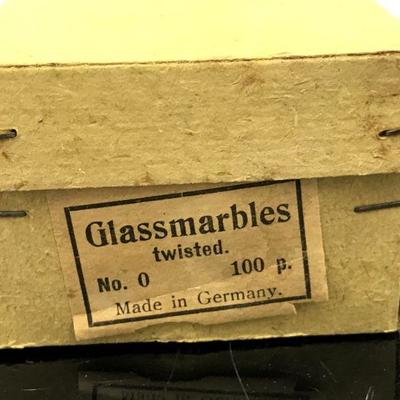 Glassmarbles
twisted.
No. 0 100 p.
Made in Germany.